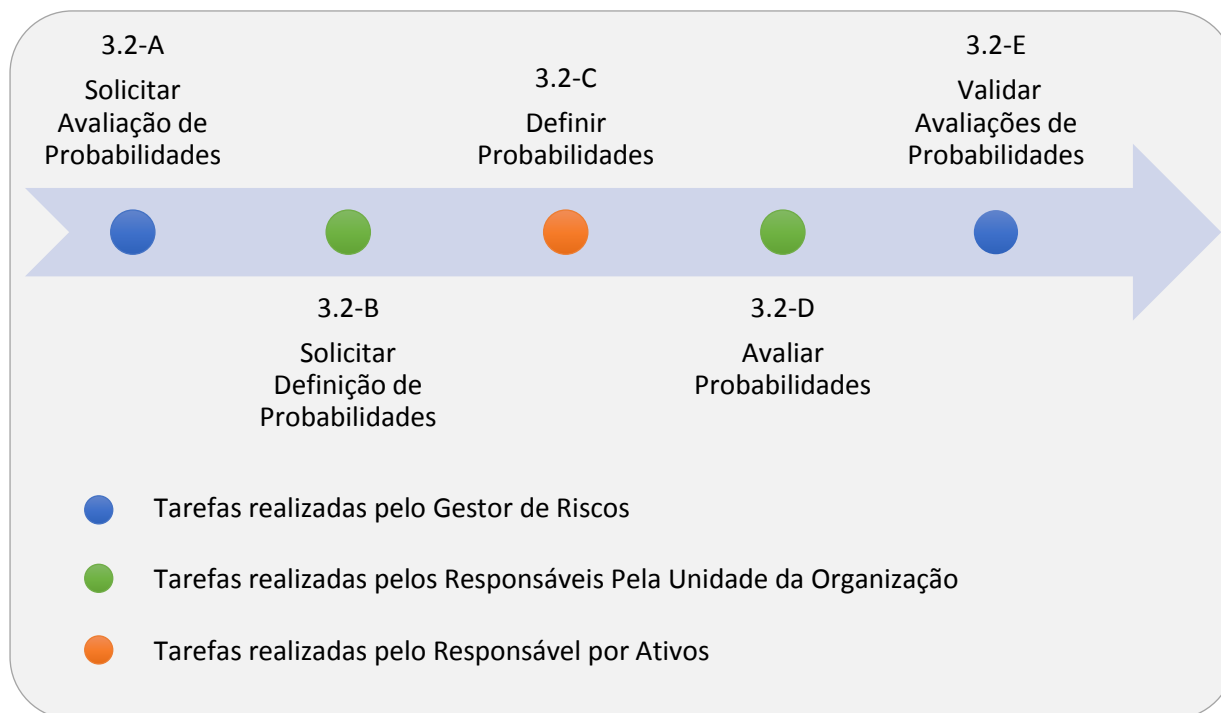 3.2-A
Solicitar
Avaliação de
Probabilidades
3.2-B
Solicitar
Definição de
Probabilidades
3.2-C
Definir
Probabilidades
3.2-D
Avaliar
Probabilidades
3.2-E
Validar
Avaliações de
Probabilidades
Tarefas realizadas pelo Gestor de Riscos
Tarefas realizadas pelos Responsáveis Pela Unidade da Organização
Tarefas realizadas pelo Responsável por Ativos